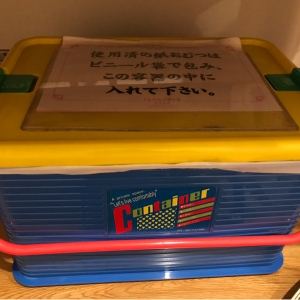 使用済の紙おむつは
ビニール袋で包み、
この容器の中に
入れて下さい。
Container